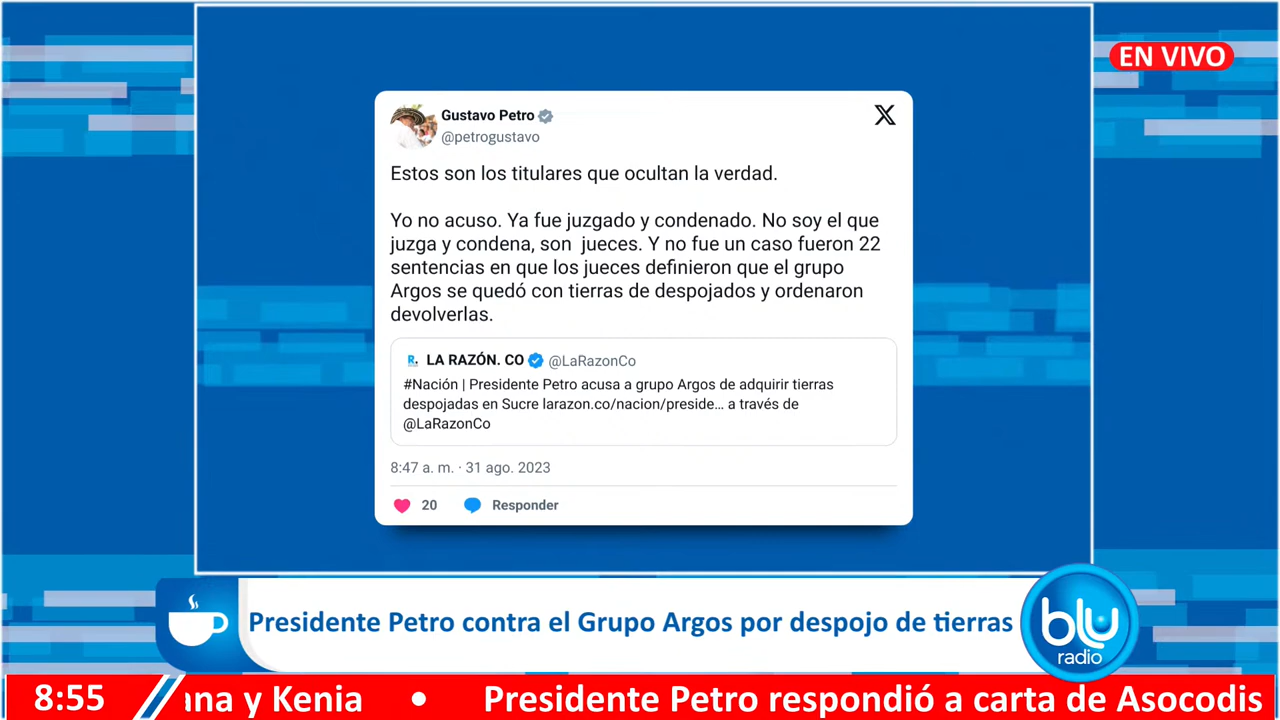 EN VIVO
Gustavo Petro
@petrogustavo
X
Estos son los titulares que ocultan la verdad.
Yo no acuso. Ya fue juzgado y condenado. No soy el que
juzga y condena, son  jueces. Y no fue un caso fueron 22
sentencias en que los jueces definieron que el grupo
Argos se quedó con tierras de despojados y ordenaron
devolverlas.
R. LA RAZÓN. CO @LaRazonCo
#Nación | Presidente Petro acusa a grupo Argos de adquirir tierras
despojadas en Sucre larazon.co/nacion/preside… a través de
@LaRazonCo
8:47 a. m. · 31 ago. 2023
20 Responder
Presidente Petro contra el Grupo Argos por despojo de tierras
blu
radio
8:55 ana y Kenia • Presidente Petro respondió a carta de Asocodis